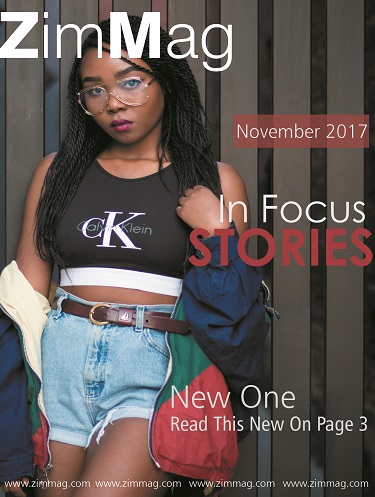 ZimMag
November 2017
In Focus
STORIES
CK
Calvin Klein
New One
Read This New On Page 3
www.zimmag.com www.zimmag.com www.zimmag.com www.zimmag.com